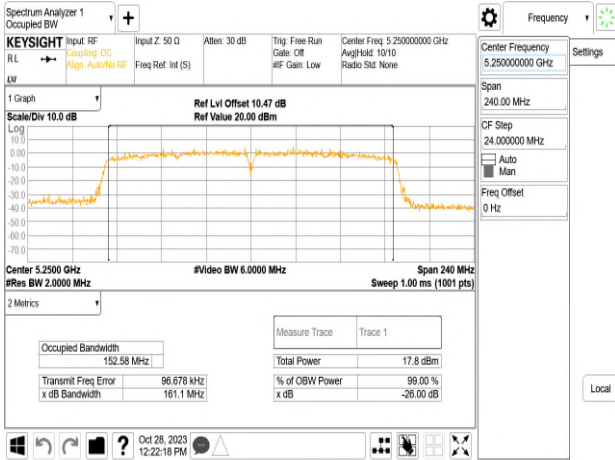 Spectrum Analyzer 1
Occupied BW
Frequency
KEYSIGHT
Input: RF
Coupling: DC
Align: Auto/No RF
Input Z: 50 Ω
Freq Ref: Int (S)
Atten: 30 dB
Trig: Free Run
Gate: Off
#IF Gain: Low
Center Freq: 5.250000000 GHz
Avg|Hold: 10/10
Radio Std: None
RL
Center Frequency
5.250000000 GHz
Settings
Span
240.00 MHz
CF Step
24.000000 MHz
Auto
Man
Freq Offset
0 Hz
Local
1 Graph
Scale/Div 10.0 dB
Ref Lvl Offset 10.47 dB
Ref Value 20.00 dBm
Log
10.0
0.00
-10.0
-20.0
-30.0
-40.0
-50.0
-60.0
-70.0
Center 5.2500 GHz
#Video BW 6.0000 MHz
Span 240 MHz
#Res BW 2.0000 MHz
Sweep 1.00 ms (1001 pts)
2 Metrics
Measure Trace
Trace 1
Occupied Bandwidth
152.58 MHz
Total Power
17.8 dBm
Transmit Freq Error
96.678 kHz
% of OBW Power
99.00 %
x dB Bandwidth
161.1 MHz
x dB
-26.00 dB
?
Oct 28, 2023
12:22:18 PM